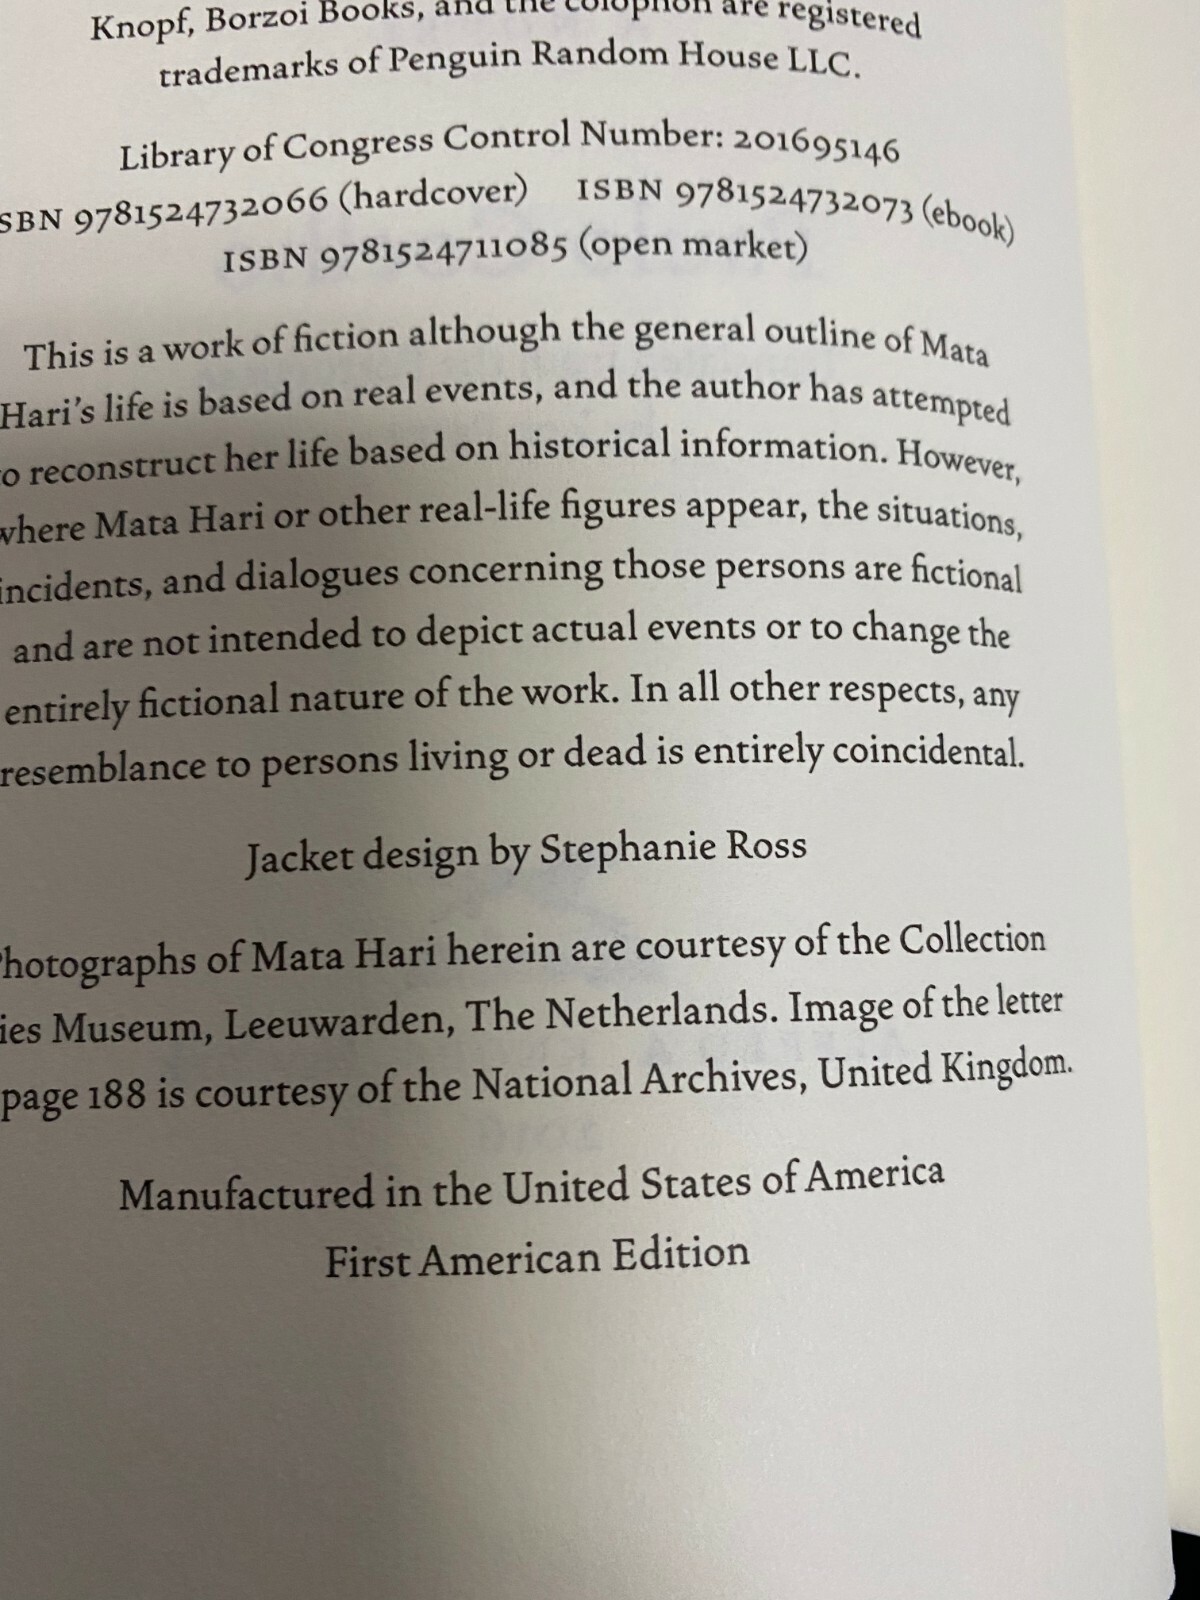 Knopf, Borzoi Books, and the colophon are registered
trademarks of Penguin Random House LLC.
Library of Congress Control Number: 201695146
SBN 9781524732066 (hardcover) ISBN 9781524732073 (ebook)
ISBN 9781524711085 (open market)
This is a work of fiction although the general outline of Mata
Hari's life is based on real events, and the author has attempted
o reconstruct her life based on historical information. However,
where Mata Hari or other real-life figures appear, the situations,
incidents, and dialogues concerning those persons are fictional
and are not intended to depict actual events or to change the
entirely fictional nature of the work. In all other respects, any
resemblance to persons living or dead is entirely coincidental.
Jacket design by Stephanie Ross
Photographs of Mata Hari herein are courtesy of the Collection
ies Museum, Leeuwarden, The Netherlands. Image of the letter
page 188 is courtesy of the National Archives, United Kingdom.
Manufactured in the United States of America
First American Edition